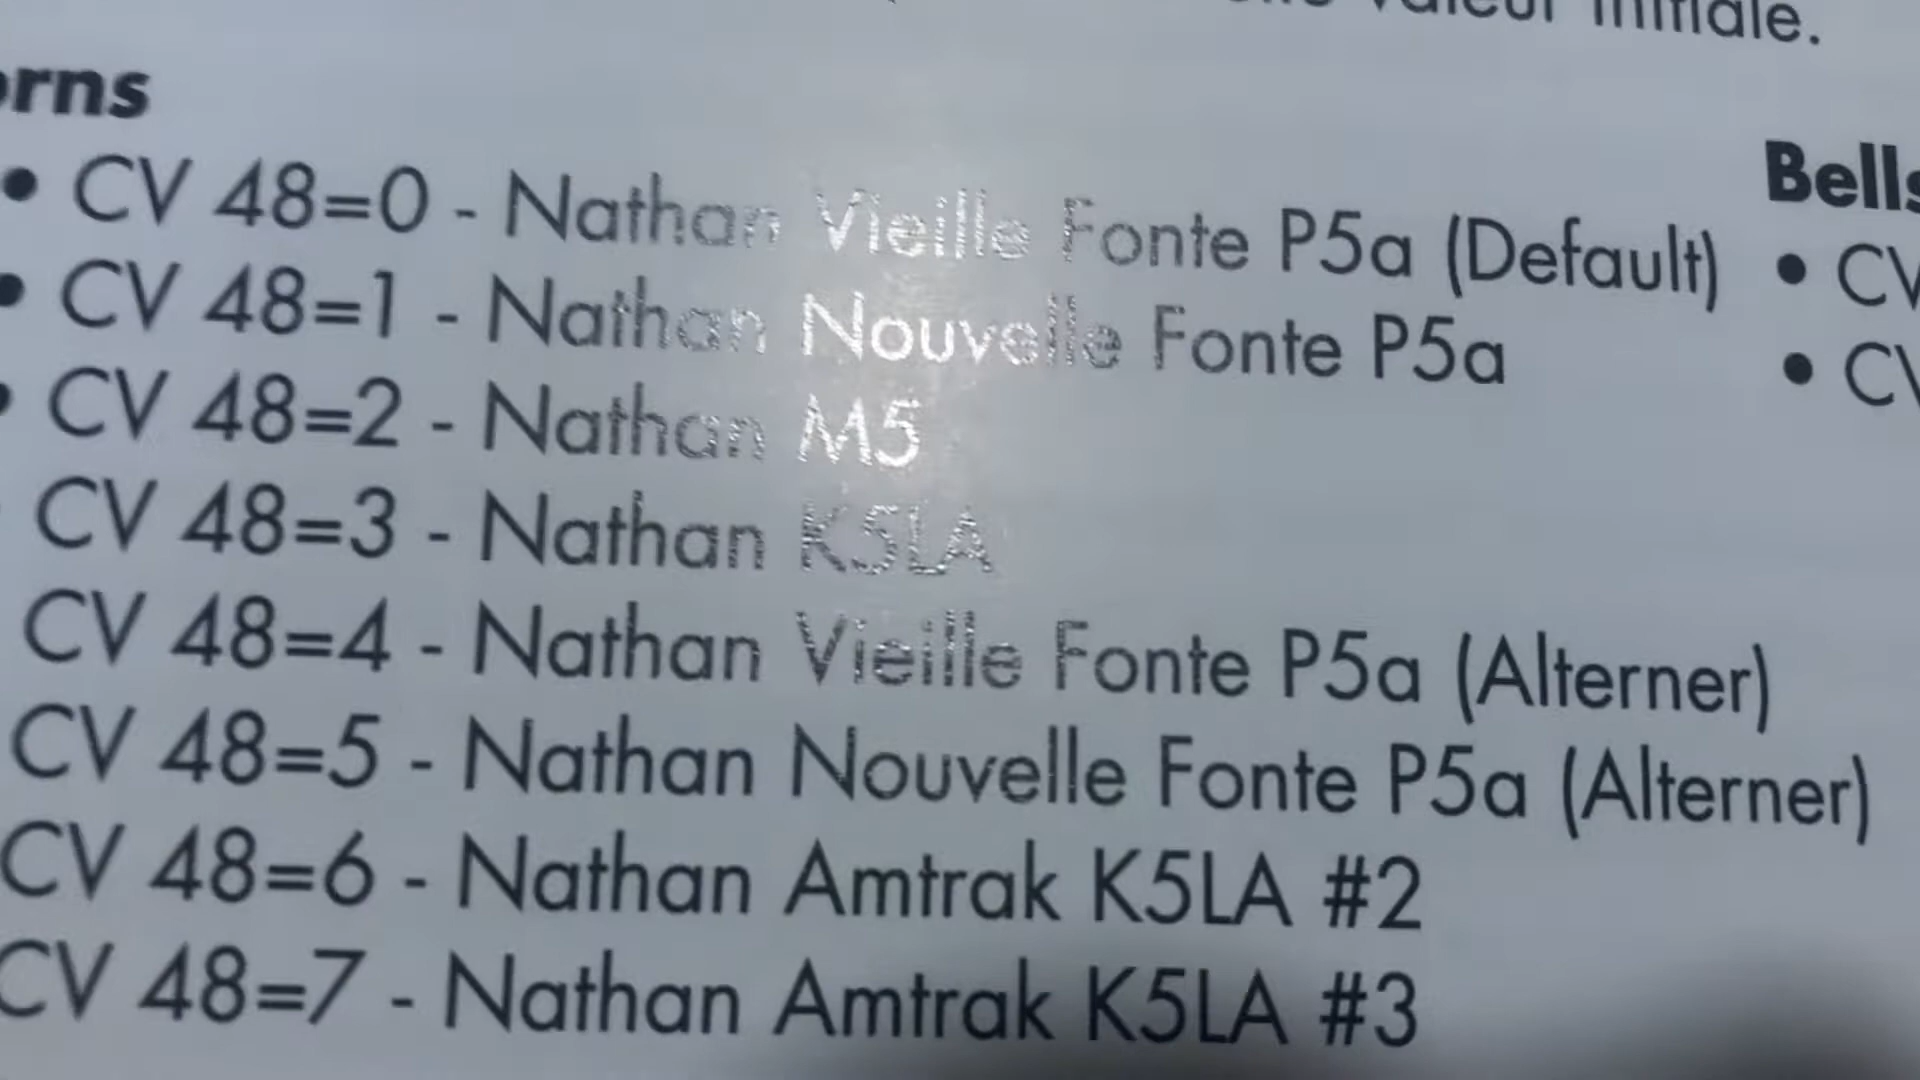 valeur initiale.
orns
• CV 48=0 - Nathan Vieille Fonte P5a (Default)
• CV 48=1 - Nathan Nouvelle Fonte P5a
• CV 48=2 - Nathan M5
CV 48=3 - Nathan K5LA
CV 48=4 - Nathan Vieille Fonte P5a (Alterner)
CV 48=5 - Nathan Nouvelle Fonte P5a (Alterner)
CV 48=6 - Nathan Amtrak K5LA #2
CV 48=7 - Nathan Amtrak K5LA #3
Bells
• CV
• CV